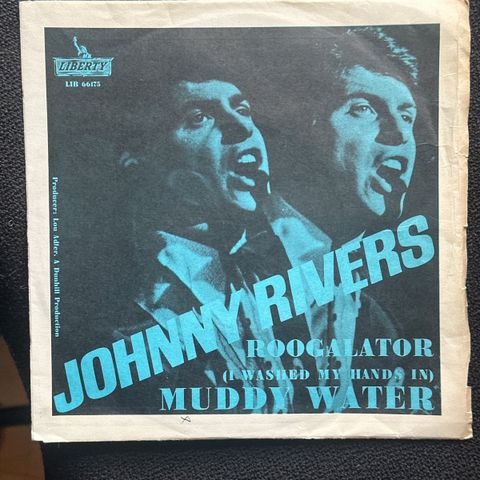 LIBERTY
LIB 66175
Producer: Lou Adler. A Dunhill Production
JOHNNY RIVERS
ROOGALATOR
(I WASHED MY HANDS IN)
MUDDY WATER